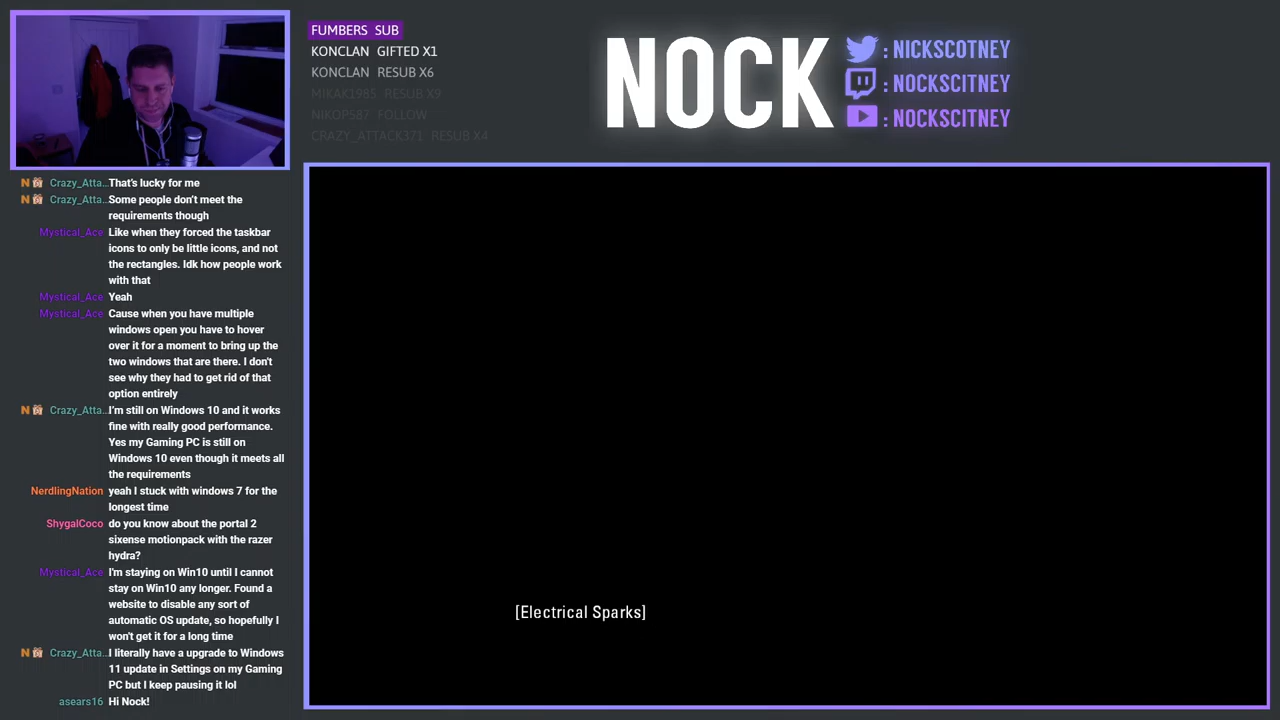 FUMBERS SUB
KONCLAN GIFTED X1
KONCLAN RESUB X6
MIKAK1985 RESUB X9
NIKOP587 FOLLOW
CRAZY_ATTACK371 RESUB X4
NOCK
: NICKSCOTNEY
: NOCKSCITNEY
: NOCKSCITNEY
N Crazy_Atta... That's lucky for me
N Crazy_Atta... Some people don't meet the
requirements though
Mystical_Ace Like when they forced the taskbar
icons to only be little icons, and not
the rectangles. Idk how people work
with that
Mystical_Ace Yeah
Mystical_Ace Cause when you have multiple
windows open you have to hover
over it for a moment to bring up the
two windows that are there. I don't
see why they had to get rid of that
option entirely
N Crazy_Atta... I'm still on Windows 10 and it works
fine with really good performance.
Yes my Gaming PC is still on
Windows 10 even though it meets all
the requirements
NerdlingNation yeah I stuck with windows 7 for the
longest time
ShygalCoco do you know about the portal 2
sixense motionpack with the razer
hydra?
Mystical_Ace I'm staying on Win10 until I cannot
stay on Win10 any longer. Found a
website to disable any sort of
automatic OS update, so hopefully I
won't get it for a long time
N Crazy_Atta... I literally have a upgrade to Windows
11 update in Settings on my Gaming
PC but I keep pausing it lol
asears16 Hi Nock!
[Electrical Sparks]